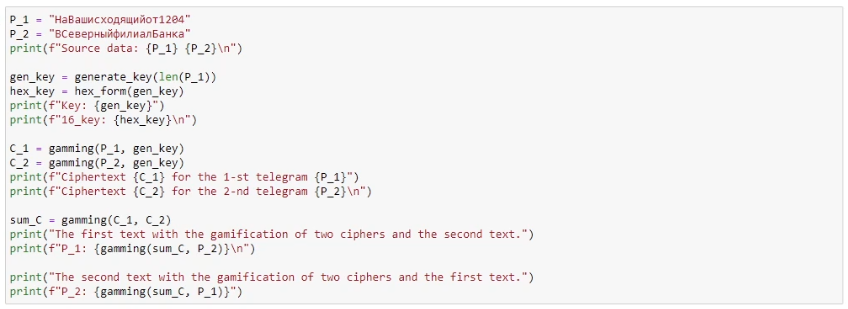 P_1 = "НаВашисходящийот1204"
P_2 = "ВСеверныйфилиалБанка"
print(f"Source data: {P_1} {P_2}\n")
gen_key = generate_key(len(P_1))
hex_key = hex_form(gen_key)
print(f"Key: {gen_key}")
print(f"16_key: {hex_key}\n")
C_1 = gamming(P_1, gen_key)
C_2 = gamming(P_2, gen_key)
print(f"Ciphertext {C_1} for the 1-st telegram {P_1}")
print(f"Ciphertext {C_2} for the 2-nd telegram {P_2}\n")
sum_C = gamming(C_1, C_2)
print("The first text with the gamification of two ciphers and the second text.")
print(f"P_1: {gamming(sum_C, P_2)}\n")
print("The second text with the gamification of two ciphers and the first text.")
print(f"P_2: {gamming(sum_C, P_1)}")